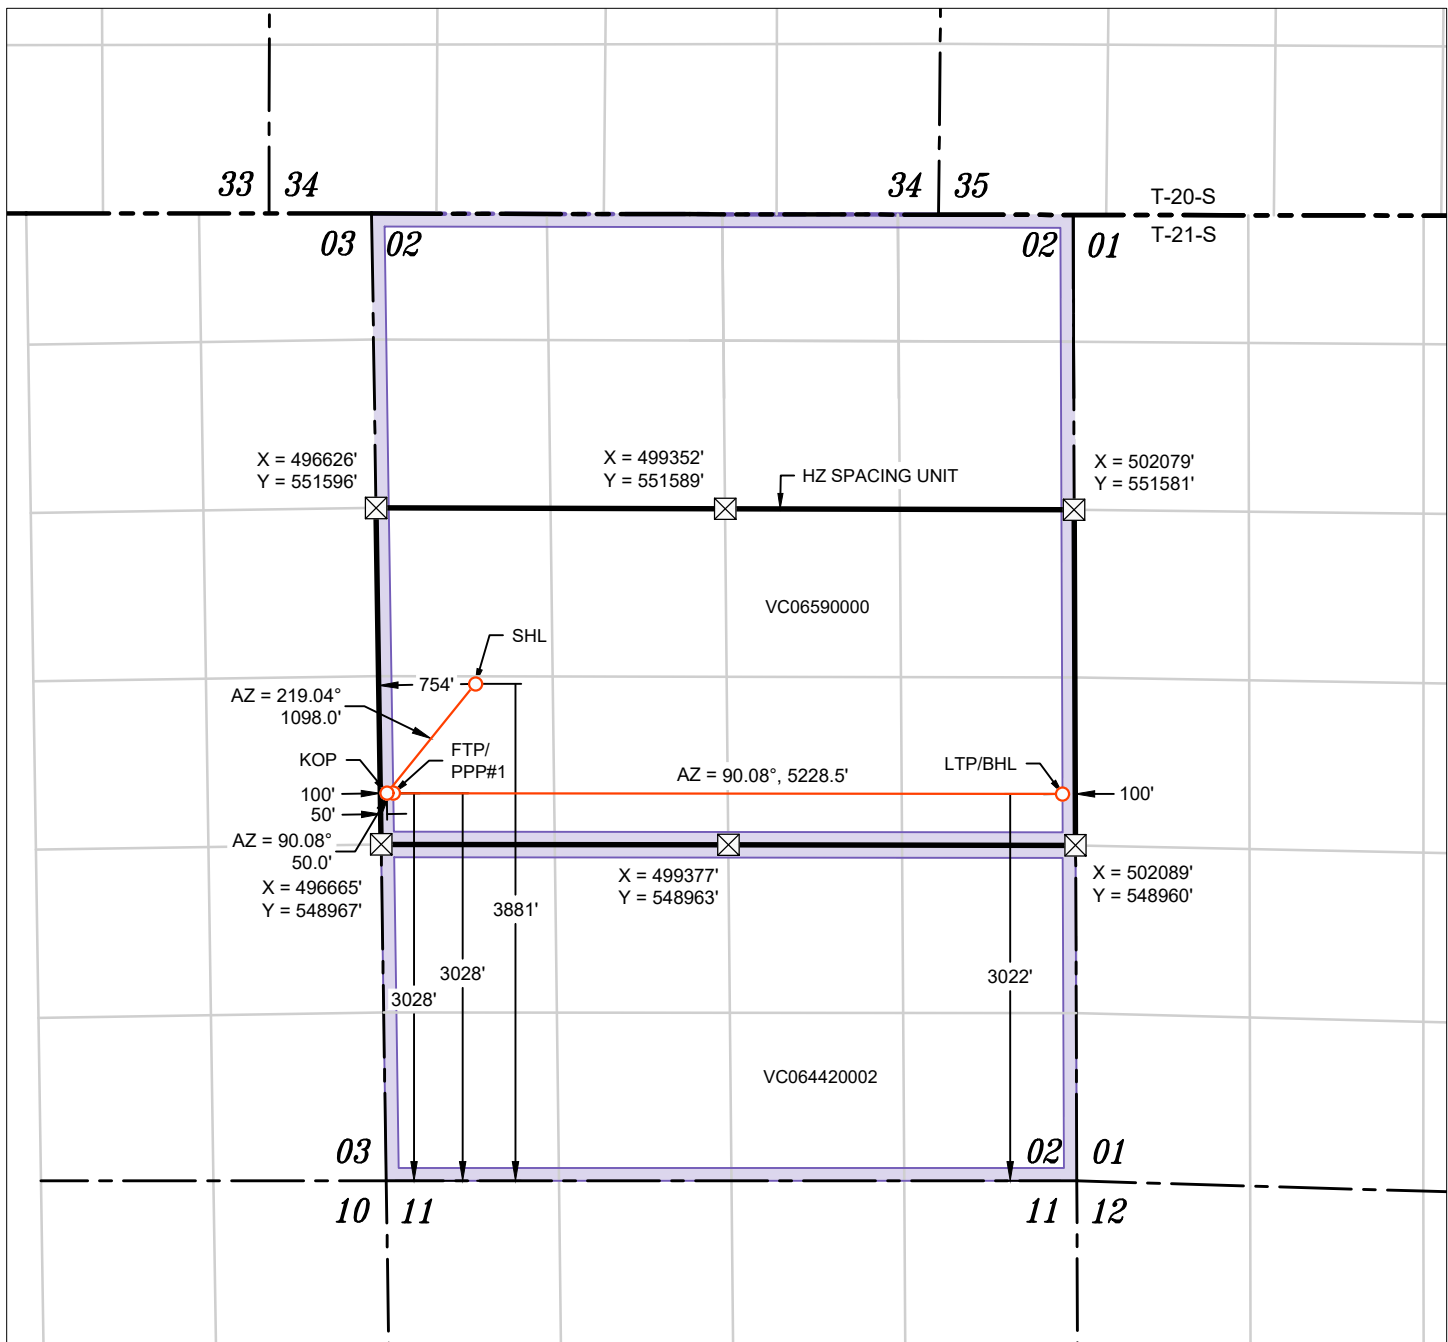 33 34
34 35
T-20-S
T-21-S
03 02
02 01
X = 496626'
Y = 551596'
X = 499352'
Y = 551589'
HZ SPACING UNIT
X = 502079'
Y = 551581'
VC06590000
SHL
754'
AZ = 219.04°
1098.0'
KOP
FTP/
PPP#1
AZ = 90.08°, 5228.5'
LTP/BHL
100'
100'
50'
AZ = 90.08°
50.0'
X = 496665'
Y = 548967'
X = 499377'
Y = 548963'
X = 502089'
Y = 548960'
3881'
3028'
3028'
3022'
VC064420002
03
02 01
10 11
11 12